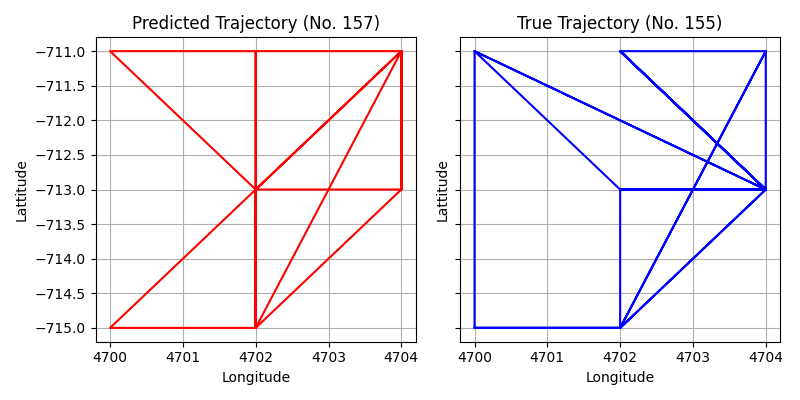 Predicted Trajectory (No. 157)
True Trajectory (No. 155)
−711.0
−711.5
−712.0
−712.5
−713.0
−713.5
−714.0
−714.5
−715.0
Lattitude
Lattitude
4700 4701 4702 4703 4704
4700 4701 4702 4703 4704
Longitude
Longitude